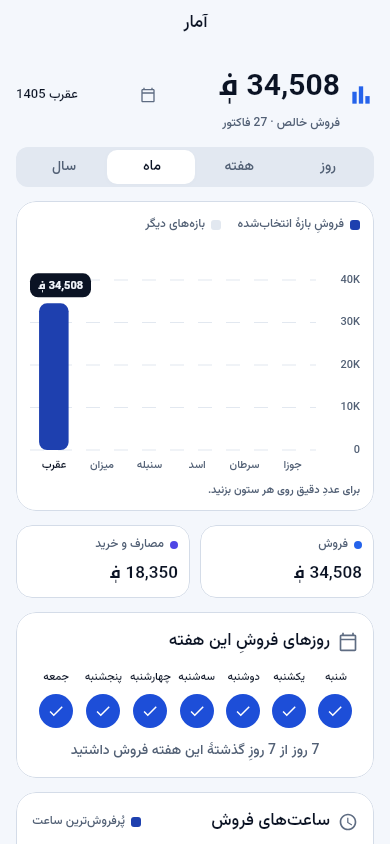 آمار
34,508 ؋
عقرب 1405
فروش خالص · 27 فاکتور
روز
هفته
ماه
سال
فروشِ بازهٔ انتخاب‌شده
بازه‌های دیگر
40K
30K
20K
10K
0
34,508 ؋
جوزا
سرطان
اسد
سنبله
میزان
عقرب
برای عددِ دقیق روی هر ستون بزنید.
فروش
34,508 ؋
مصارف و خرید
18,350 ؋
روزهای فروشِ این هفته
شنبه
یکشنبه
دوشنبه
سه‌شنبه
چهارشنبه
پنجشنبه
جمعه
7 روز از 7 روزِ گذشتهٔ این هفته فروش داشتید
ساعت‌های فروش
پُرفروش‌ترین ساعت